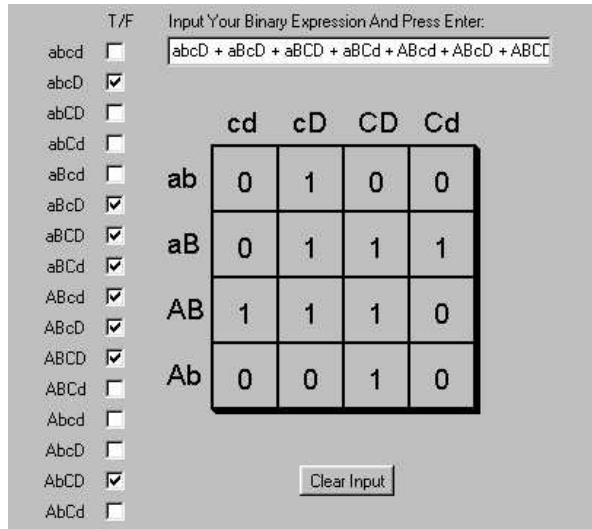 T/F
Input Your Binary Expression And Press Enter:
abcd
abcD + aBcD + aBCD + aBCd + ABcd + ABcD + ABCD
abcD
abCD
abCd
aBcd
aBcD
aBCD
aBCd
ABcd
ABcD
ABCD
ABCd
Abcd
AbcD
AbCD
AbCd
cd cD CD Cd
ab 0 1 0 0
aB 0 1 1 1
AB 1 1 1 0
Ab 0 0 1 0
Clear Input